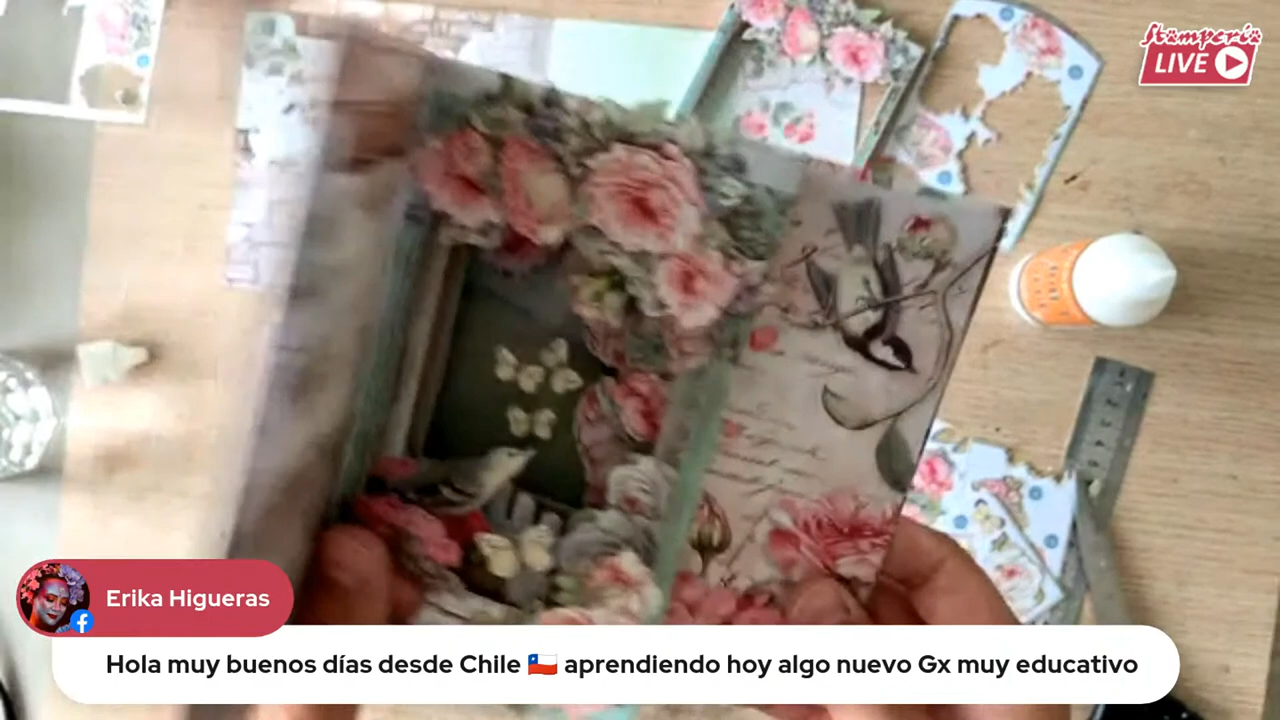 Stamperia
LIVE
Erika Higueras
Hola muy buenos días desde Chile 🇨🇱 aprendiendo hoy algo nuevo Gx muy educativo